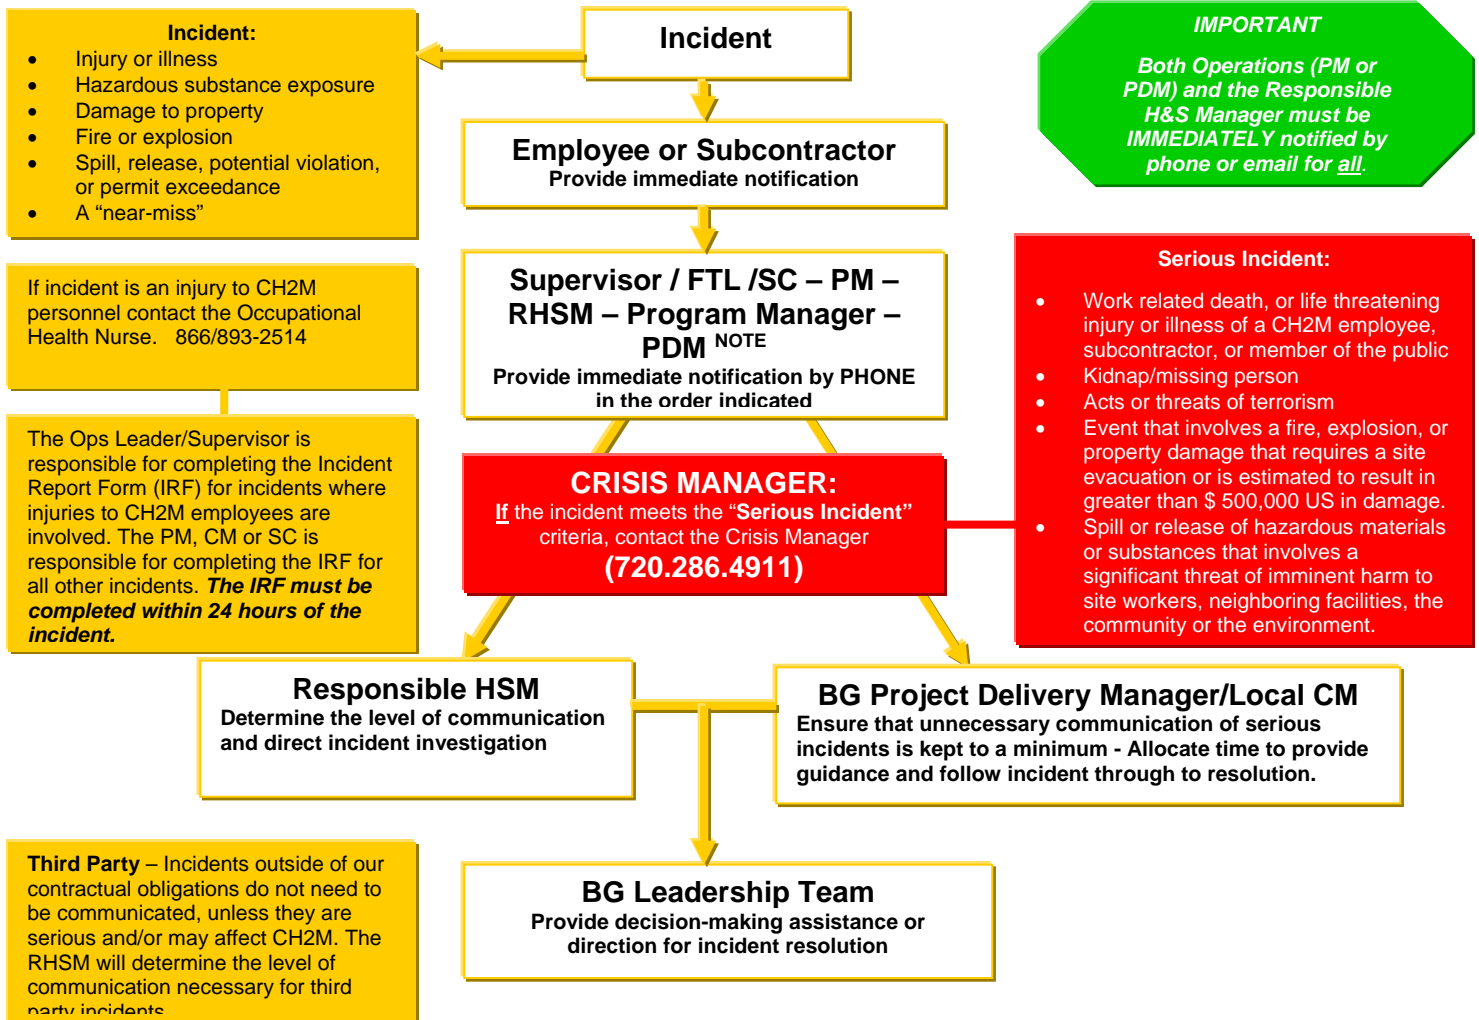 Incident:
• Injury or illness
• Hazardous substance exposure
• Damage to property
• Fire or explosion
• Spill, release, potential violation,
or permit exceedance
• A “near-miss”
Incident
IMPORTANT
Both Operations (PM or
PDM) and the Responsible
H&S Manager must be
IMMEDIATELY notified by
phone or email for all.
Employee or Subcontractor
Provide immediate notification
If incident is an injury to CH2M
personnel contact the Occupational
Health Nurse. 866/893-2514
Supervisor / FTL /SC – PM –
RHSM – Program Manager –
PDM NOTE
Provide immediate notification by PHONE
in the order indicated
Serious Incident:
• Work related death, or life threatening
injury or illness of a CH2M employee,
subcontractor, or member of the public
• Kidnap/missing person
• Acts or threats of terrorism
• Event that involves a fire, explosion, or
property damage that requires a site
evacuation or is estimated to result in
greater than $ 500,000 US in damage.
• Spill or release of hazardous materials
or substances that involves a
significant threat of imminent harm to
site workers, neighboring facilities, the
community or the environment.
The Ops Leader/Supervisor is
responsible for completing the Incident
Report Form (IRF) for incidents where
injuries to CH2M employees are
involved. The PM, CM or SC is
responsible for completing the IRF for
all other incidents. The IRF must be
completed within 24 hours of the
incident.
CRISIS MANAGER:
If the incident meets the “Serious Incident”
criteria, contact the Crisis Manager
(720.286.4911)
Responsible HSM
Determine the level of communication
and direct incident investigation
BG Project Delivery Manager/Local CM
Ensure that unnecessary communication of serious
incidents is kept to a minimum - Allocate time to provide
guidance and follow incident through to resolution.
Third Party – Incidents outside of our
contractual obligations do not need to
be communicated, unless they are
serious and/or may affect CH2M. The
RHSM will determine the level of
communication necessary for third
party incidents
BG Leadership Team
Provide decision-making assistance or
direction for incident resolution